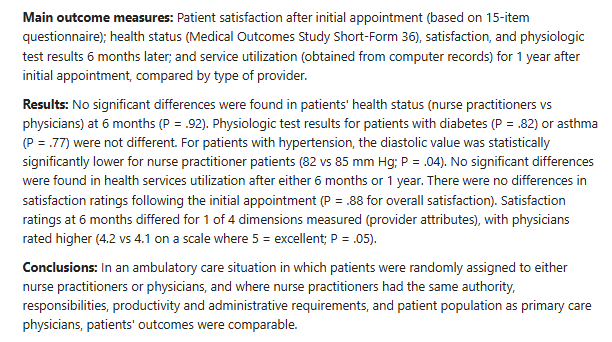 Main outcome measures: Patient satisfaction after initial appointment (based on 15-item
questionnaire); health status (Medical Outcomes Study Short-Form 36), satisfaction, and physiologic
test results 6 months later; and service utilization (obtained from computer records) for 1 year after
initial appointment, compared by type of provider.
Results: No significant differences were found in patients' health status (nurse practitioners vs
physicians) at 6 months (P = .92). Physiologic test results for patients with diabetes (P = .82) or asthma
(P = .77) were not different. For patients with hypertension, the diastolic value was statistically
significantly lower for nurse practitioner patients (82 vs 85 mm Hg; P = .04). No significant differences
were found in health services utilization after either 6 months or 1 year. There were no differences in
satisfaction ratings following the initial appointment (P = .88 for overall satisfaction). Satisfaction
ratings at 6 months differed for 1 of 4 dimensions measured (provider attributes), with physicians
rated higher (4.2 vs 4.1 on a scale where 5 = excellent; P = .05).
Conclusions: In an ambulatory care situation in which patients were randomly assigned to either
nurse practitioners or physicians, and where nurse practitioners had the same authority,
responsibilities, productivity and administrative requirements, and patient population as primary care
physicians, patients' outcomes were comparable.